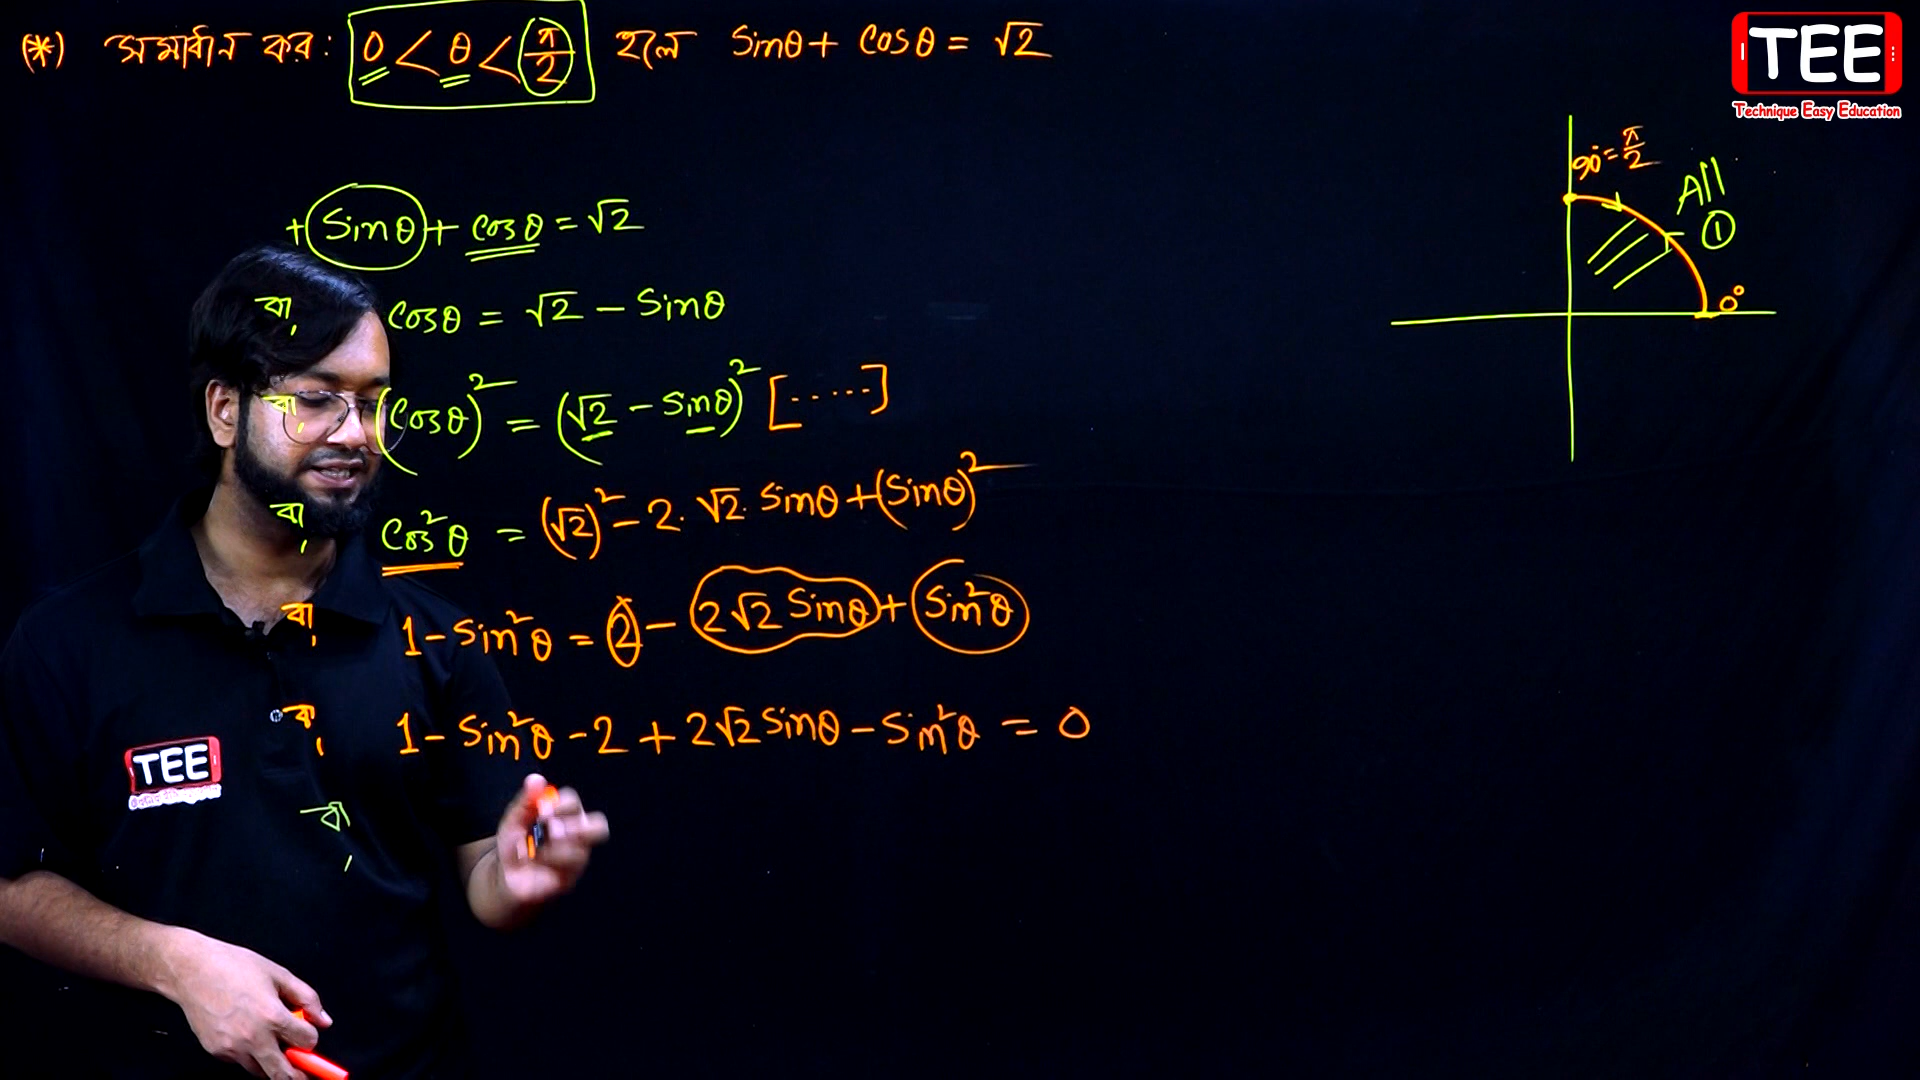 (*) সমাধান কর: 0 < θ < π/2 হলে Sinθ + Cosθ = √2
TEE
Technique Easy Education
90° = π/2
All
1
0°
+ Sinθ + Cosθ = √2
বা, Cosθ = √2 - Sinθ
বা, (Cosθ)² = (√2 - Sinθ)² [.....]
বা, Cos²θ = (√2)² - 2. √2. Sinθ + (Sinθ)²
বা, 1 - Sin²θ = 2 - 2√2 Sinθ + Sin²θ
বা, 1 - Sin²θ - 2 + 2√2 Sinθ - Sin²θ = 0
বা,
TEE